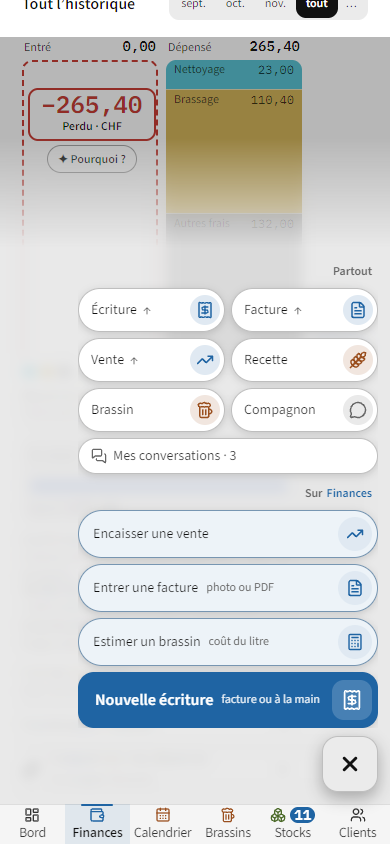 Tout l'historique
sept. oct. nov. tout ...
Entré 0,00 Dépensé 265,40
Nettoyage 23,00
−265,40
Perdu · CHF
Brassage 110,40
✦ Pourquoi ?
Autres frais 132,00
Partout
Écriture ↑ Facture ↑
Vente ↑ Recette
Brassin Compagnon
Mes conversations · 3
Sur Finances
Encaisser une vente
Entrer une facture photo ou PDF
Estimer un brassin coût du litre
Nouvelle écriture facture ou à la main
Bord Finances Calendrier Brassins Stocks 11 Clients